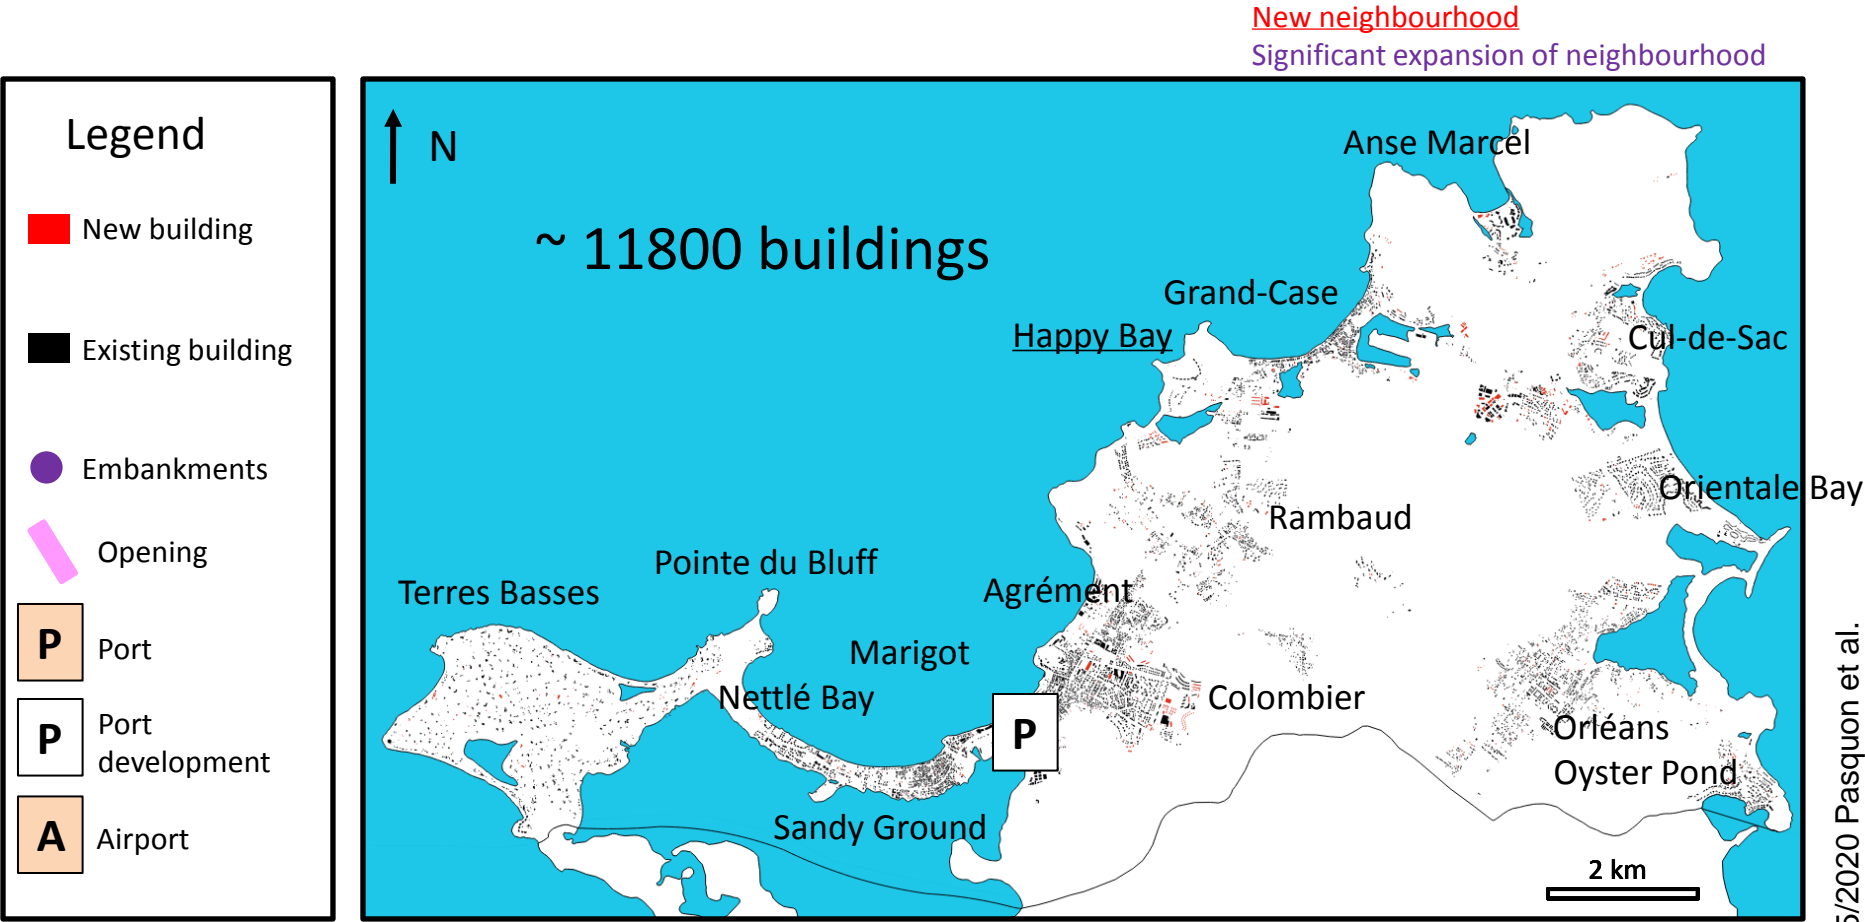 New neighbourhood
Significant expansion of neighbourhood
Legend
New building
Existing building
Embankments
Opening
P Port
P Port
development
A Airport
N
~ 11800 buildings
Anse Marcel
Grand-Case
Happy Bay
Cul-de-Sac
Orientale Bay
Rambaud
Pointe du Bluff
Terres Basses
Agrément
Marigot
Nettlé Bay
Colombier
P
Orléans
Oyster Pond
Sandy Ground
2 km
5/2020 Pasquon et al.